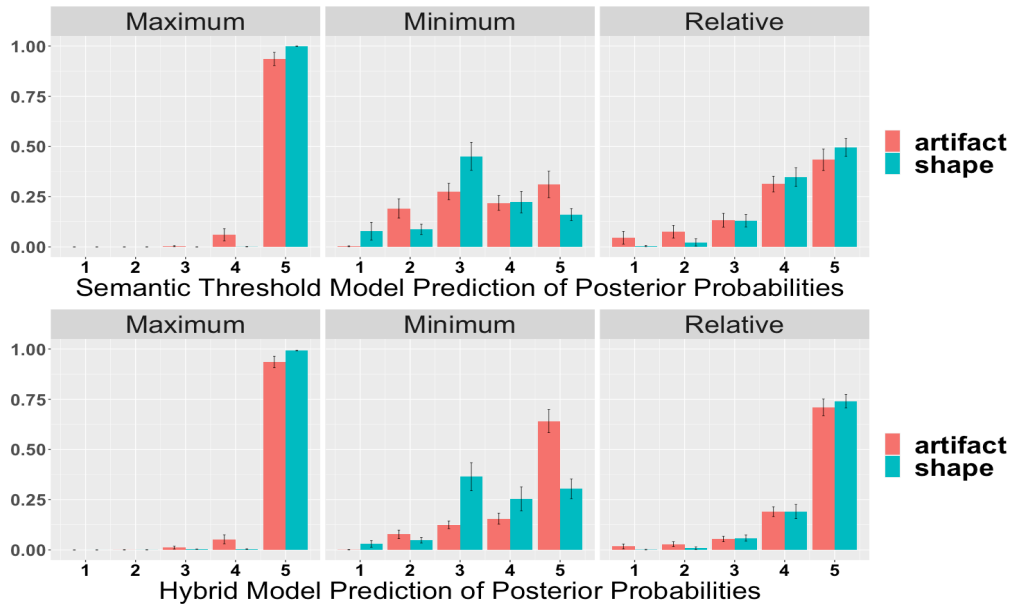 Maximum Minimum Relative
1.00
0.75
0.50
0.25
0.00
artifact
shape
1 2 3 4 5 1 2 3 4 5 1 2 3 4 5
Semantic Threshold Model Prediction of Posterior Probabilities
Maximum Minimum Relative
1.00
0.75
0.50
0.25
0.00
artifact
shape
1 2 3 4 5 1 2 3 4 5 1 2 3 4 5
Hybrid Model Prediction of Posterior Probabilities